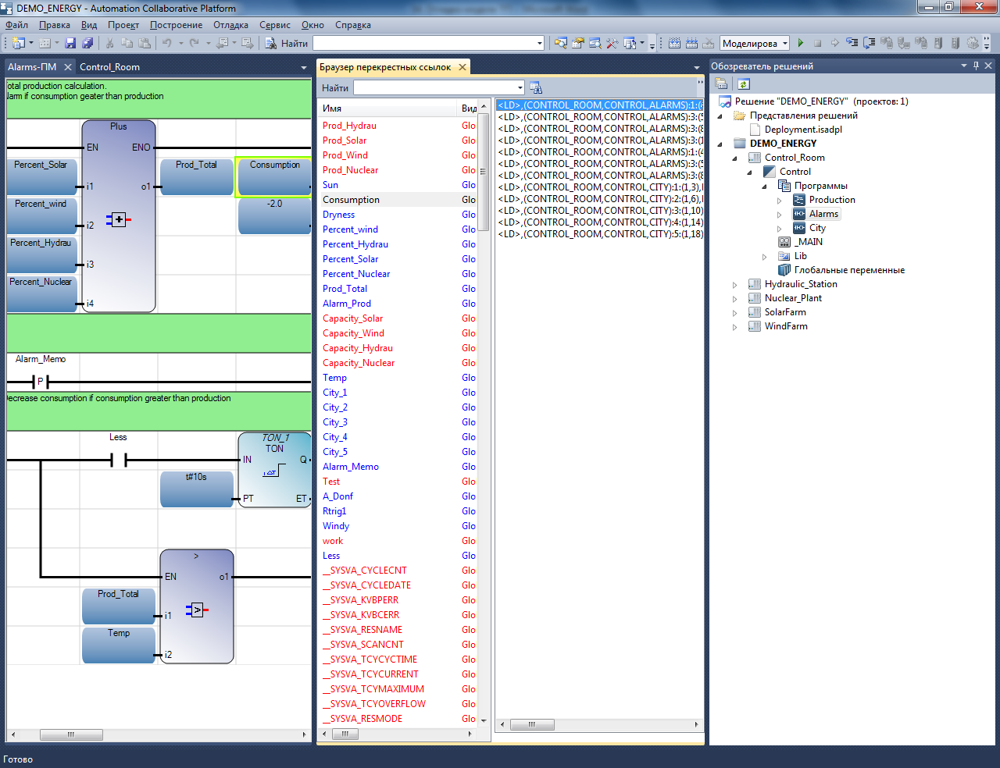 DEMO_ENERGY - Automation Collaborative Platform
Файл Правка Вид Проект Построение Отладка Сервис Окно Справка
Найти
Моделирова
Alarms-ПМ
Control_Room
otal production calculation.
larm if consumption geater than production
Plus
EN
ENO
Percent_Solar
i1
o1
Prod_Total
Consumption
Percent_wind
i2
-2.0
Percent_Hydrau
i3
Percent_Nuclear
i4
Alarm_Memo
P
ecrease consumption if consumption greater than production
Less
TON_1
TON
IN
Q
t#10s
PT
ET
>
EN
o1
Prod_Total
i1
>
Temp
i2
Браузер перекрестных ссылок
Найти
Имя Вид
Prod_Hydrau Glo
Prod_Solar Glo
Prod_Wind Glo
Prod_Nuclear Glo
Sun Glo
Consumption Glo
Dryness Glo
Percent_wind Glo
Percent_Hydrau Glo
Percent_Solar Glo
Percent_Nuclear Glo
Prod_Total Glo
Alarm_Prod Glo
Capacity_Solar Glo
Capacity_Wind Glo
Capacity_Hydrau Glo
Capacity_Nuclear Glo
Temp Glo
City_1 Glo
City_2 Glo
City_3 Glo
City_4 Glo
City_5 Glo
Alarm_Memo Glo
Test Glo
A_Donf Glo
Rtrig1 Glo
Windy Glo
work Glo
Less Glo
__SYSVA_CYCLECNT Glo
__SYSVA_CYCLEDATE Glo
__SYSVA_KVBPERR Glo
__SYSVA_KVBCERR Glo
__SYSVA_RESNAME Glo
__SYSVA_SCANCNT Glo
__SYSVA_TCYCYCTIME Glo
__SYSVA_TCYCURRENT Glo
__SYSVA_TCYMAXIMUM Glo
__SYSVA_TCYOVERFLOW Glo
__SYSVA_RESMODE Glo
<LD>,(CONTROL_ROOM,CONTROL,ALARMS):1:(
<LD>,(CONTROL_ROOM,CONTROL,ALARMS):3:(5
<LD>,(CONTROL_ROOM,CONTROL,ALARMS):3:(8
<LD>,(CONTROL_ROOM,CONTROL,ALARMS):3:(1
<LD>,(CONTROL_ROOM,CONTROL,ALARMS):1:(4
<LD>,(CONTROL_ROOM,CONTROL,ALARMS):3:(5
<LD>,(CONTROL_ROOM,CONTROL,ALARMS):3:(8
<LD>,(CONTROL_ROOM,CONTROL,CITY):1:(1,3),
<LD>,(CONTROL_ROOM,CONTROL,CITY):2:(1,6),
<LD>,(CONTROL_ROOM,CONTROL,CITY):3:(1,10)
<LD>,(CONTROL_ROOM,CONTROL,CITY):4:(1,14)
<LD>,(CONTROL_ROOM,CONTROL,CITY):5:(1,18)
Обозреватель решений
Решение "DEMO_ENERGY" (проектов: 1)
Представления решений
Deployment.isadpl
DEMO_ENERGY
Control_Room
Control
Программы
Production
Alarms
City
_MAIN
Lib
Глобальные переменные
Hydraulic_Station
Nuclear_Plant
SolarFarm
WindFarm
Готово